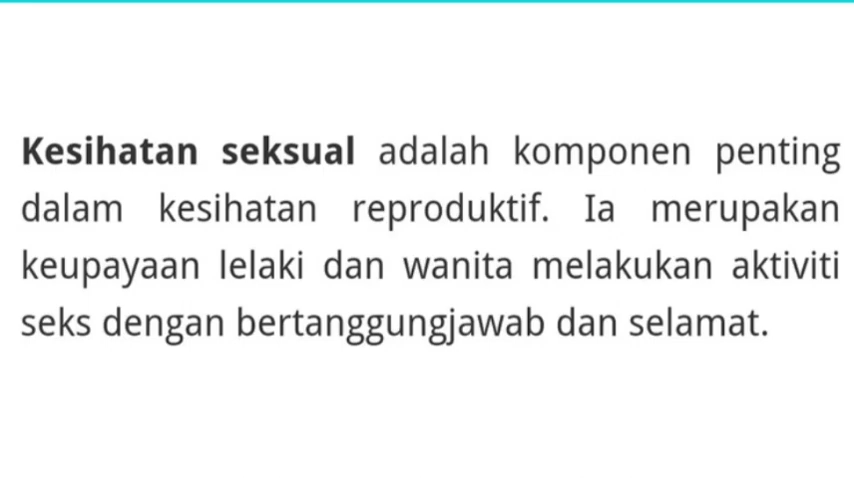 Kesihatan seksual adalah komponen penting
dalam kesihatan reproduktif. Ia merupakan
keupayaan lelaki dan wanita melakukan aktiviti
seks dengan bertanggungjawab dan selamat.